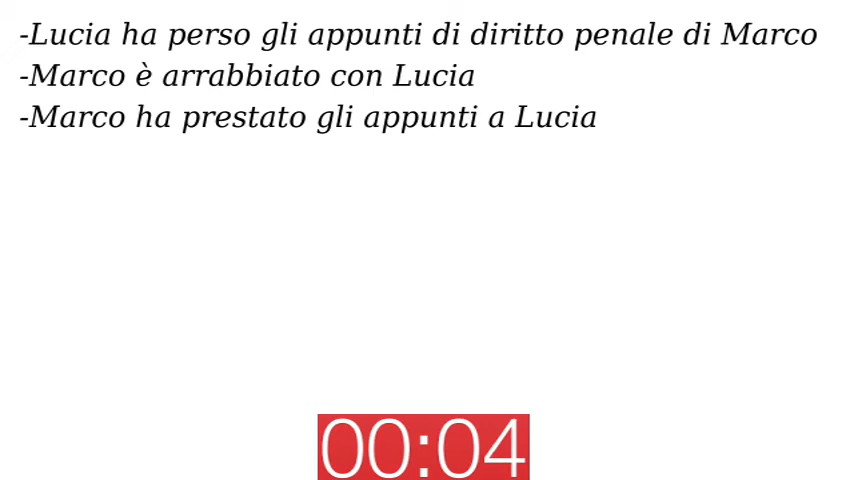 -Lucia ha perso gli appunti di diritto penale di Marco
-Marco è arrabbiato con Lucia
-Marco ha prestato gli appunti a Lucia
00:04